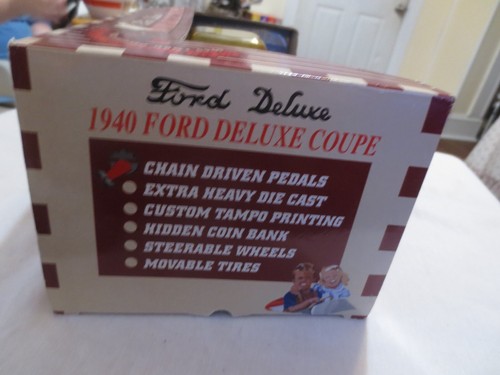 Ford Deluxe
1940 FORD DELUXE COUPE
CHAIN DRIVEN PEDALS
EXTRA HEAVY DIE CAST
CUSTOM TAMPO PRINTING
HIDDEN COIN BANK
STEERABLE WHEELS
MOVABLE TIRES